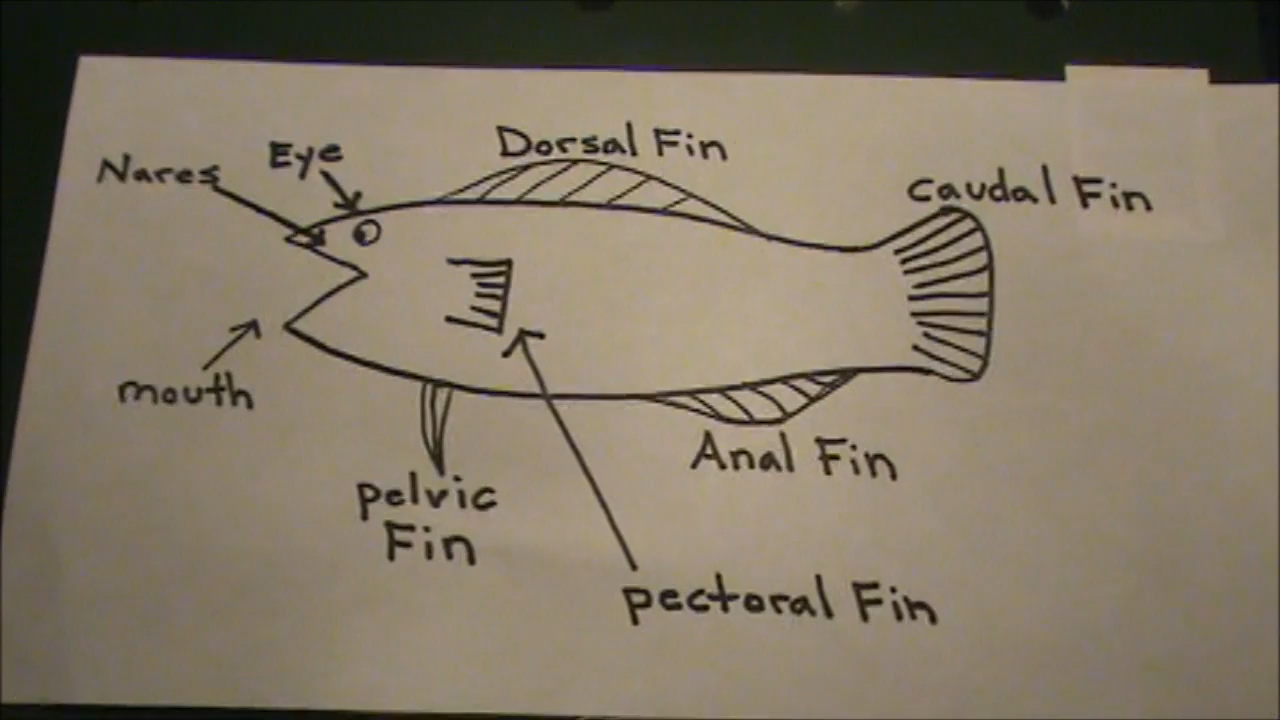 Dorsal Fin
Eye
Nares
caudal Fin
mouth
Anal Fin
pelvic
Fin
pectoral Fin